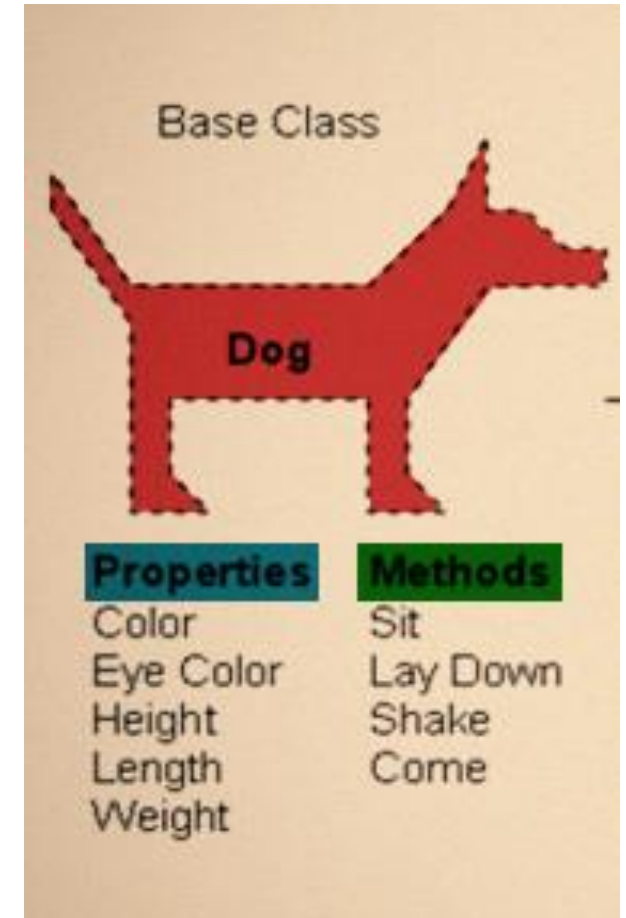 Base Class
Dog
Properties
Color
Eye Color
Height
Length
Weight
Methods
Sit
Lay Down
Shake
Come